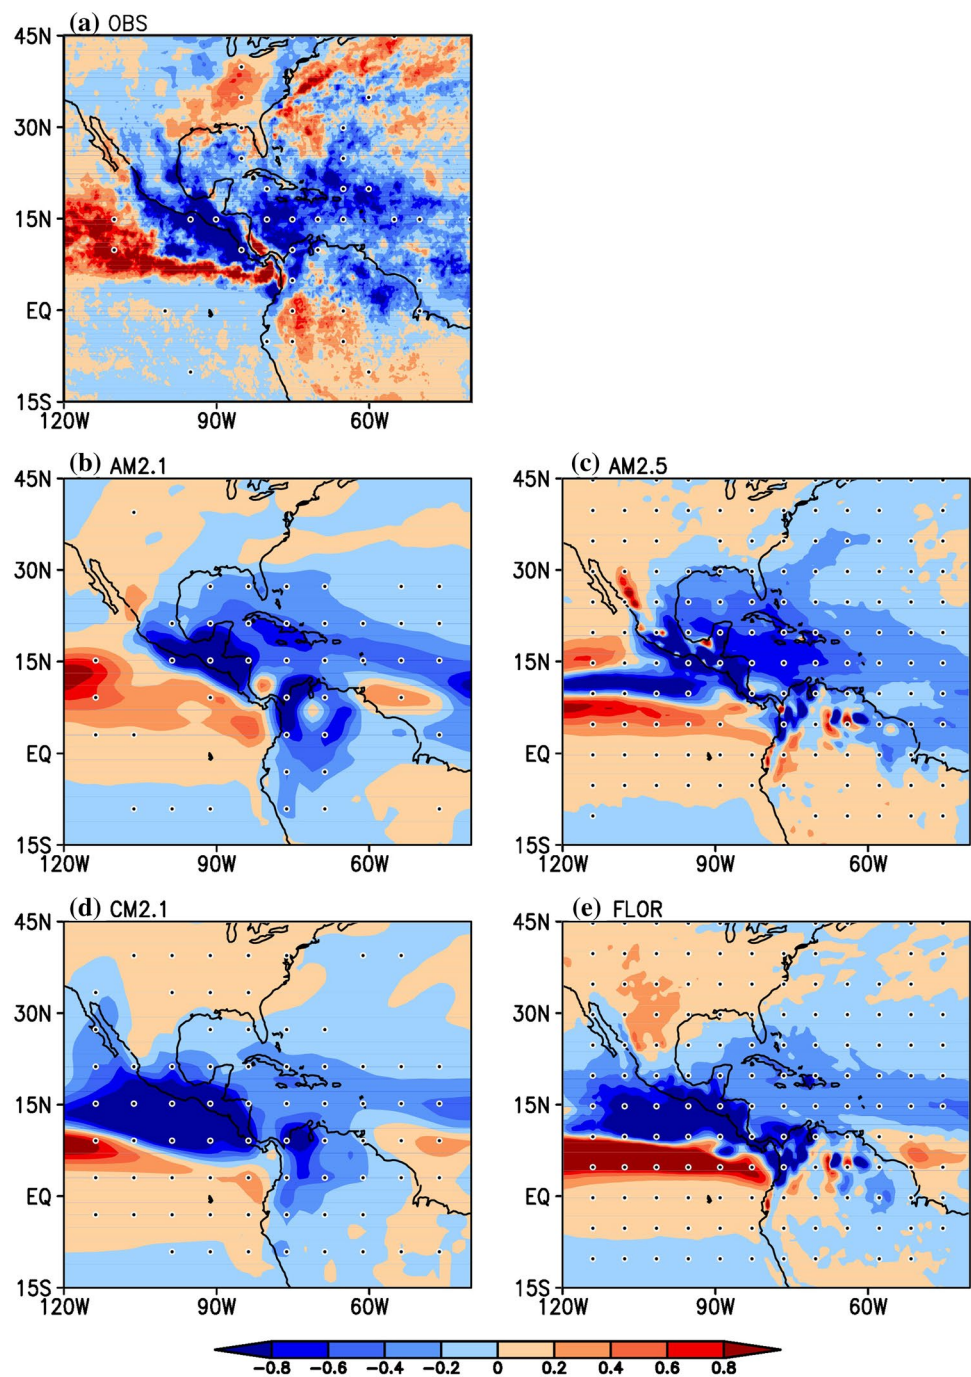 (a) OBS
45N
30N
15N
EQ
15S
120W 90W 60W
(b) AM2.1
45N
30N
15N
EQ
15S
120W 90W 60W
(c) AM2.5
45N
30N
15N
EQ
15S
120W 90W 60W
(d) CM2.1
45N
30N
15N
EQ
15S
120W 90W 60W
(e) FLOR
45N
30N
15N
EQ
15S
120W 90W 60W
-0.8 -0.6 -0.4 -0.2 0 0.2 0.4 0.6 0.8